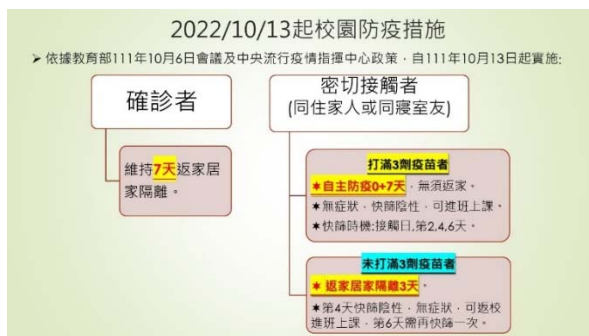 2022/10/13起校園防疫措施
➤ 依據教育部111年10月6日會議及中央流行疫情指揮中心政策，自111年10月13日起實施:
確診者
維持7天返家居
家隔離。
密切接觸者
(同住家人或同寢室友)
打滿3劑疫苗者
✶自主防疫0+7天，無須返家。
✶無症狀，快篩陰性，可進班上課。
✶快篩時機:接觸日,第2,4,6天。
未打滿3劑疫苗者
✶ 返家居家隔離3天。
✶第4天快篩陰性，無症狀，可返校
進班上課，第6天需再快篩一次。